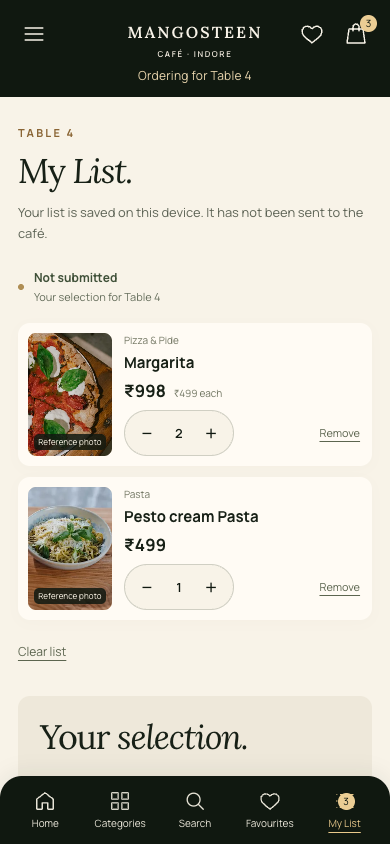 MANGOSTEEN
CAFÉ · INDORE
Ordering for Table 4
3
TABLE 4
My List.
Your list is saved on this device. It has not been sent to the
café.
Not submitted
Your selection for Table 4
Pizza & Pide
Margarita
₹998 ₹499 each
Reference photo
− 2 +
Remove
Pasta
Pesto cream Pasta
₹499
Reference photo
− 1 +
Remove
Clear list
Your selection.
3
Home Categories Search Favourites My List